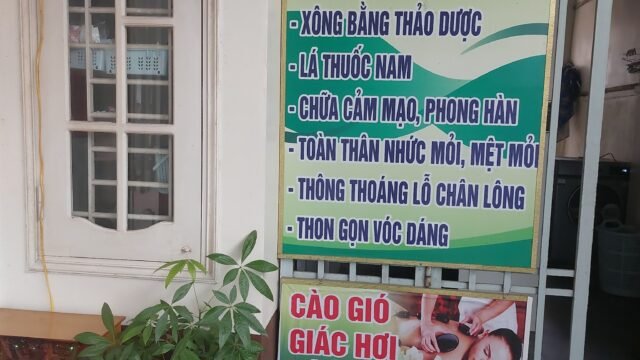 - XÔNG BẰNG THẢO DƯỢC
- LÁ THUỐC NAM
- CHỮA CẢM MẠO, PHONG HÀN
- TOÀN THÂN NHỨC MỎI, MỆT MỎI
- THÔNG THOÁNG LỖ CHÂN LÔNG
- THON GỌN VÓC DÁNG
CÀO GIÓ
GIÁC HƠI